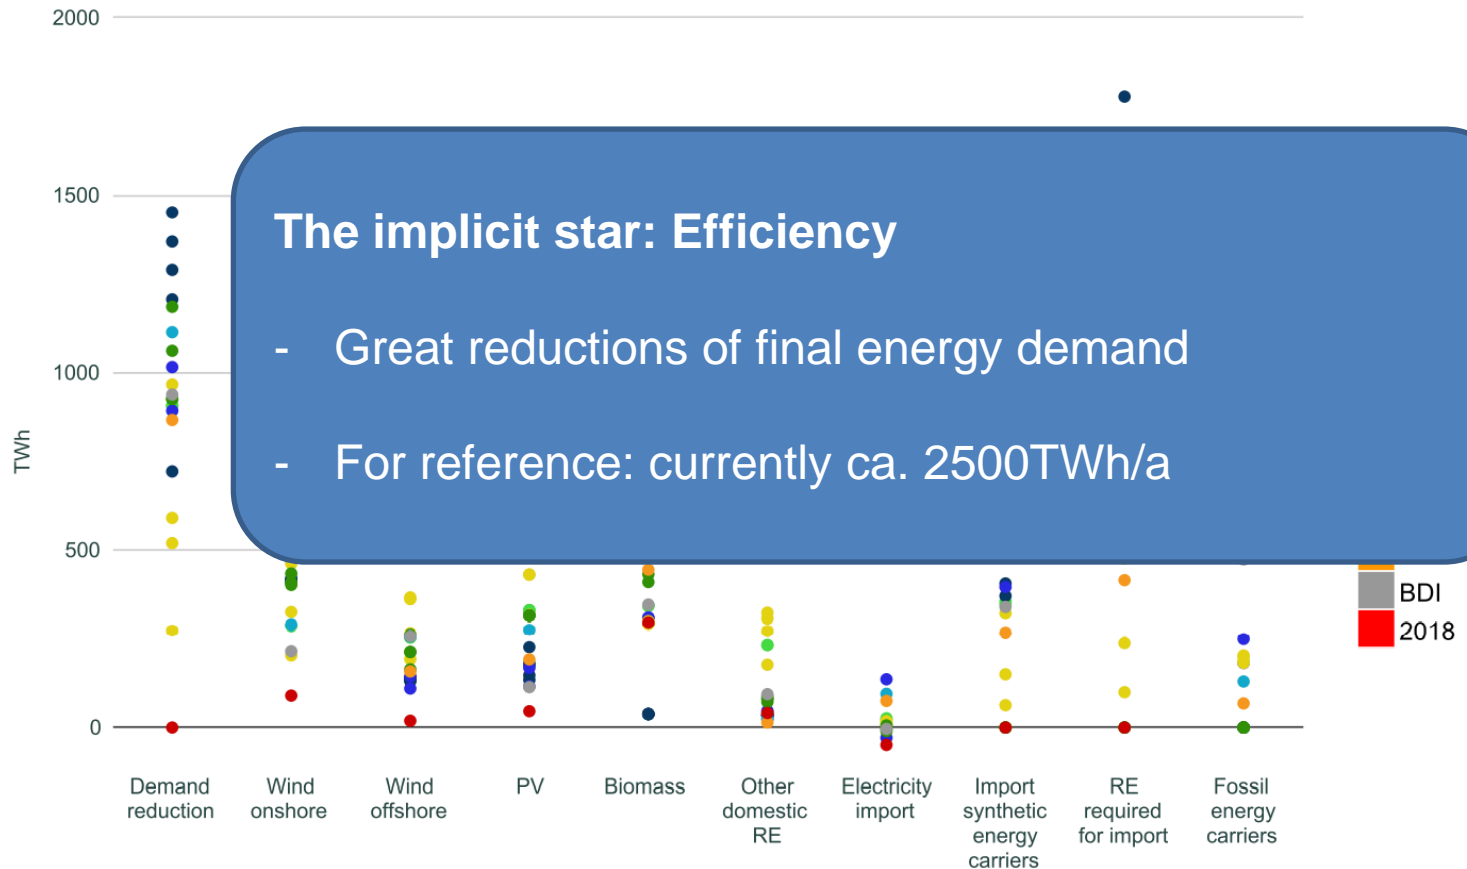 2000
1500
1000
500
0
TWh
The implicit star: Efficiency
- Great reductions of final energy demand
- For reference: currently ca. 2500TWh/a
BDI
2018
Demand
reduction
Wind
onshore
Wind
offshore
PV
Biomass
Other
domestic
RE
Electricity
import
Import
synthetic
energy
carriers
RE
required
for import
Fossil
energy
carriers